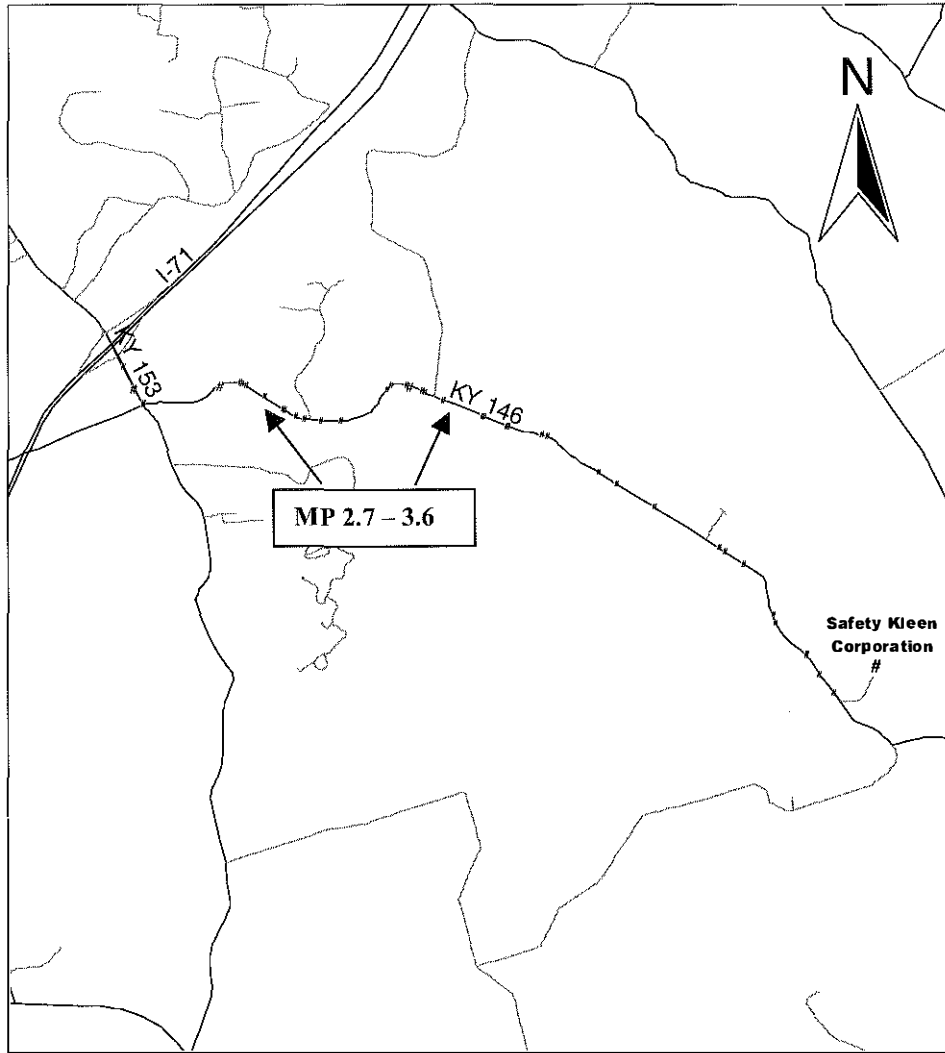 N
I-71
KY 153
KY 146
MP 2.7 – 3.6
Safety Kleen
Corporation
#